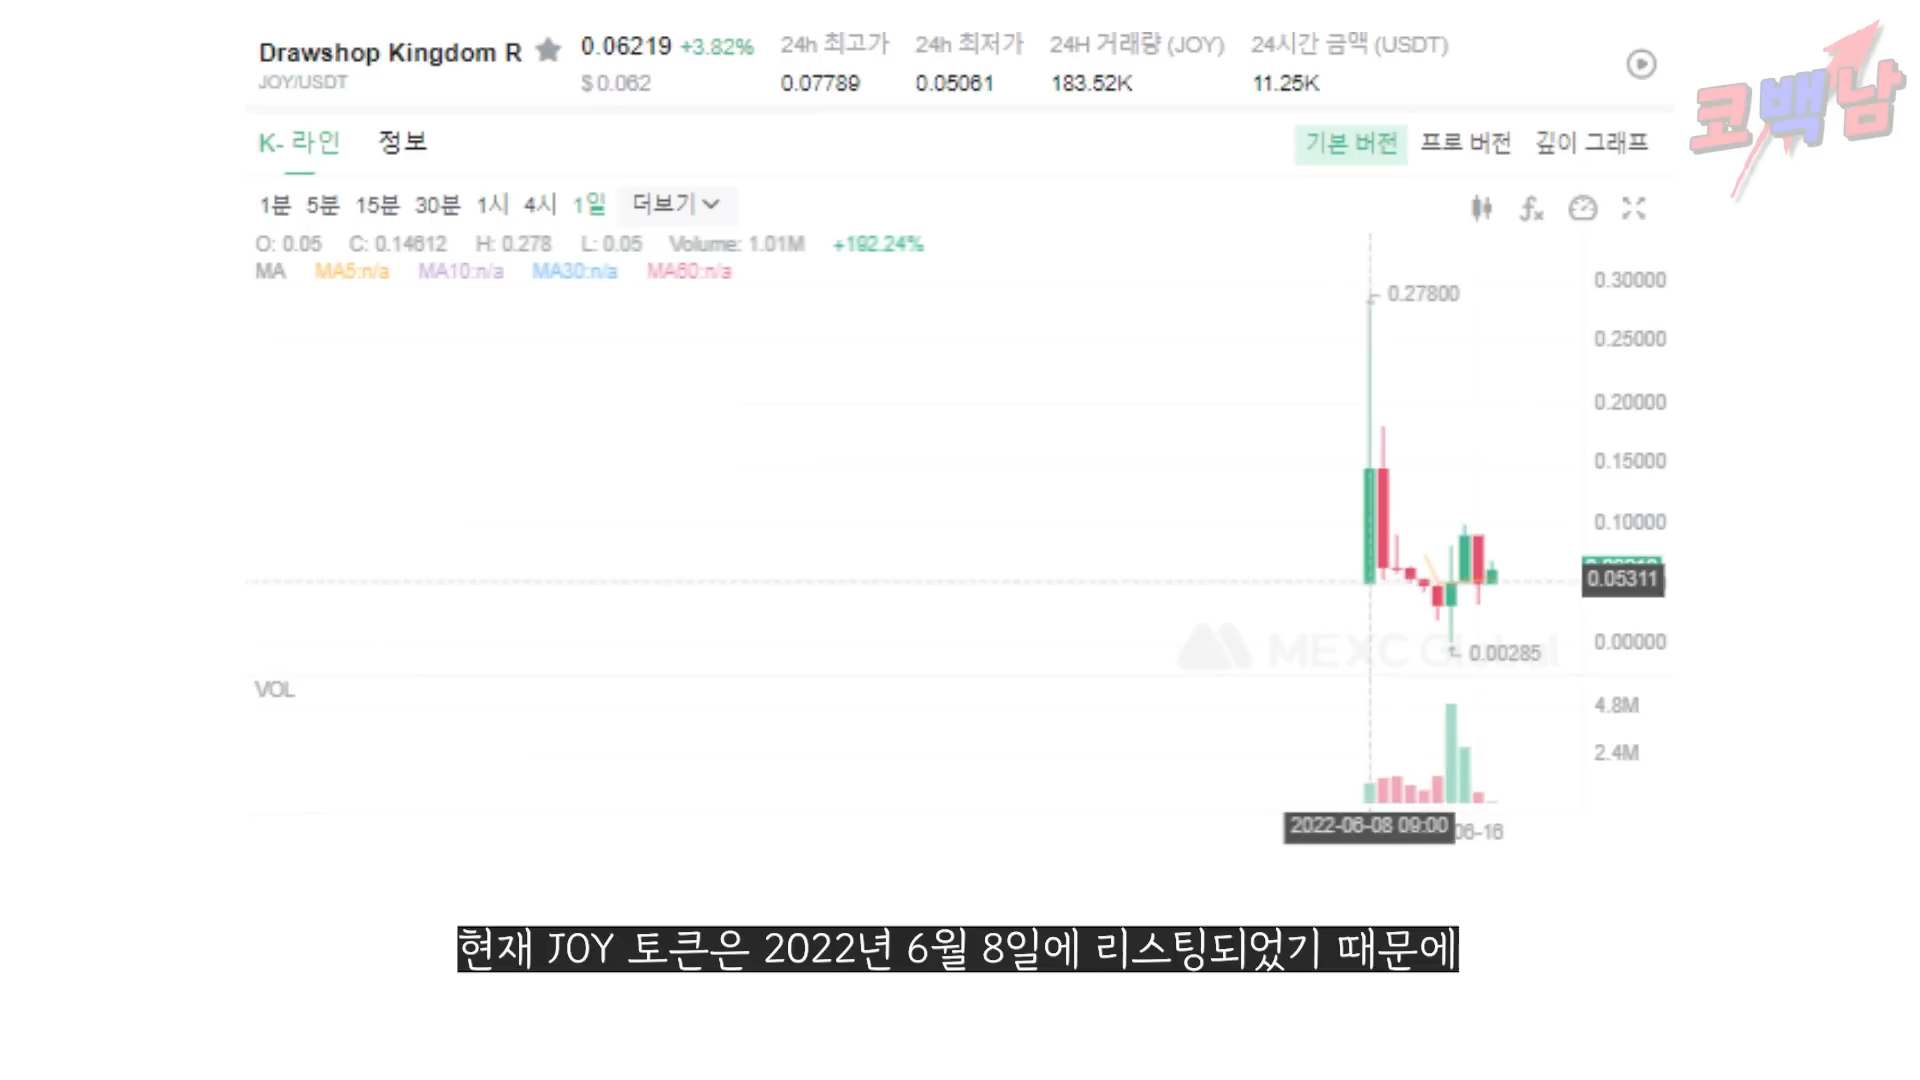 Drawshop Kingdom R
JOY/USDT
0.06219 +3.82%
$ 0.062
24h 최고가
0.07789
24h 최저가
0.05061
24H 거래량 (JOY)
183.52K
24시간 금액 (USDT)
11.25K
코백남
K- 라인 정보
기본 버전 프로 버전 깊이 그래프
1분 5분 15분 30분 1시 4시 1일 더보기
O: 0.05 C: 0.14612 H: 0.278 L: 0.05 Volume: 1.01M +192.24%
MA MA5:n/a MA10:n/a MA30:n/a MA60:n/a
0.30000
0.27800
0.25000
0.20000
0.15000
0.10000
0.05311
0.00000
MEXC Global
0.00285
VOL
4.8M
2.4M
2022-06-08 09:00
06-16
현재 JOY 토큰은 2022년 6월 8일에 리스팅되었기 때문에